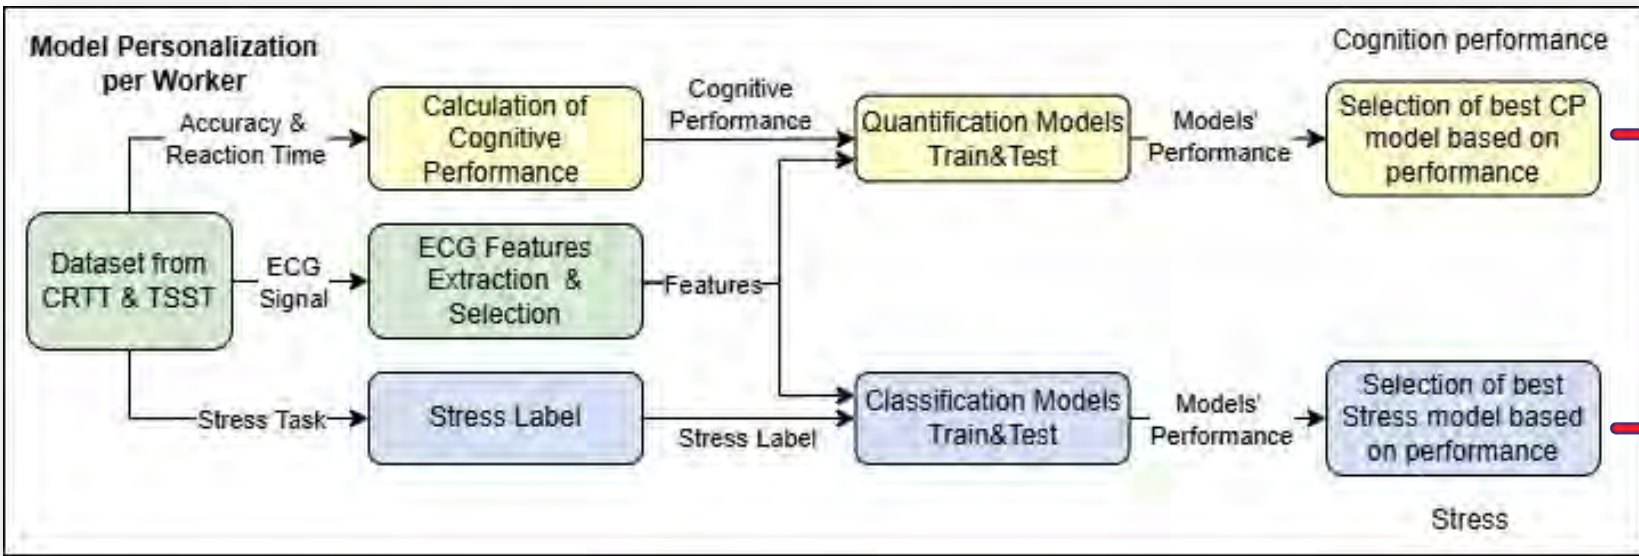 Model Personalization
per Worker
Cognition performance
Accuracy &
Reaction Time
Calculation of
Cognitive
Performance
Cognitive
Performance
Quantification Models
Train&Test
Models'
Performance
Selection of best CP
model based on
performance
Dataset from
CRTT & TSST
ECG
Signal
ECG Features
Extraction &
Selection
Features
Stress Task
Stress Label
Stress Label
Classification Models
Train&Test
Models'
Performance
Selection of best
Stress model based
on performance
Stress